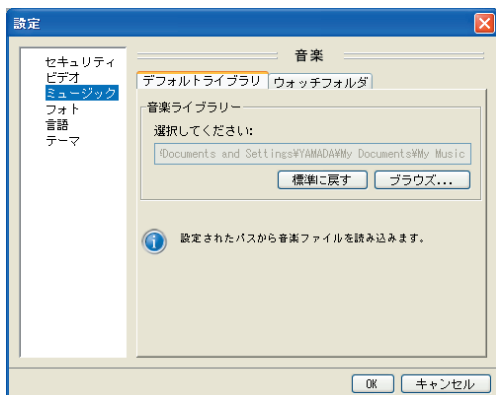 設定
セキュリティ
ビデオ
ミュージック
フォト
言語
テーマ
音楽
デフォルトライブラリ
ウォッチフォルダ
音楽ライブラリー
選択してください:
Documents and Settings¥YAMADA¥My Documents¥My Music
標準に戻す
ブラウズ...
設定されたパスから音楽ファイルを読み込みます。
OK
キャンセル